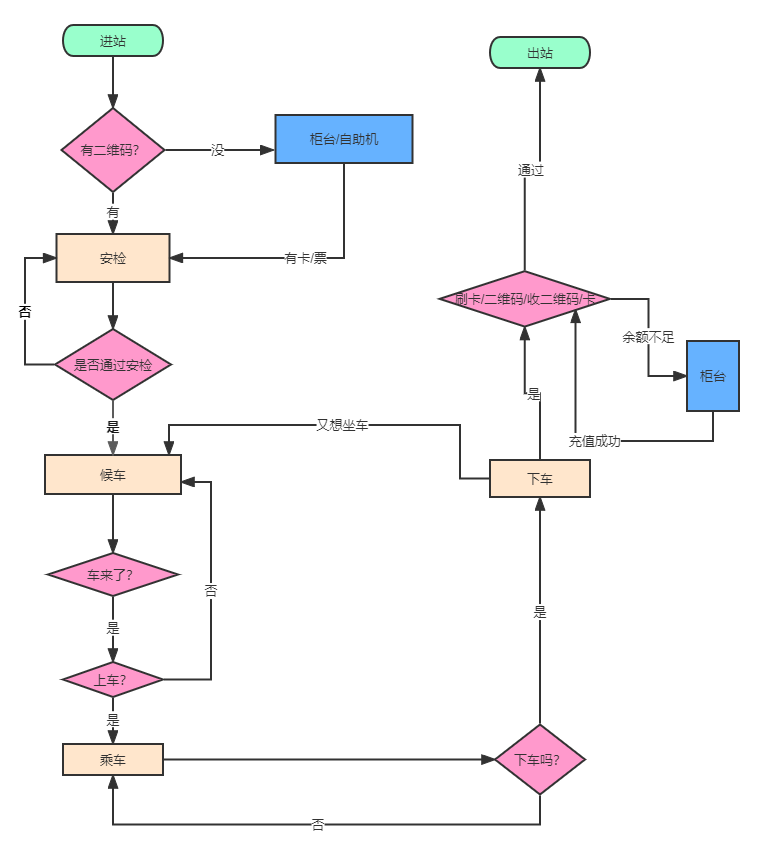 进站
有二维码?
没
柜台/自助机
有
安检
有卡/票
否
是否通过安检
是
候车
又想坐车
车来了?
否
是
上车?
是
乘车
下车吗?
否
是
下车
是
刷卡/二维码/收二维码/卡
余额不足
柜台
充值成功
通过
出站